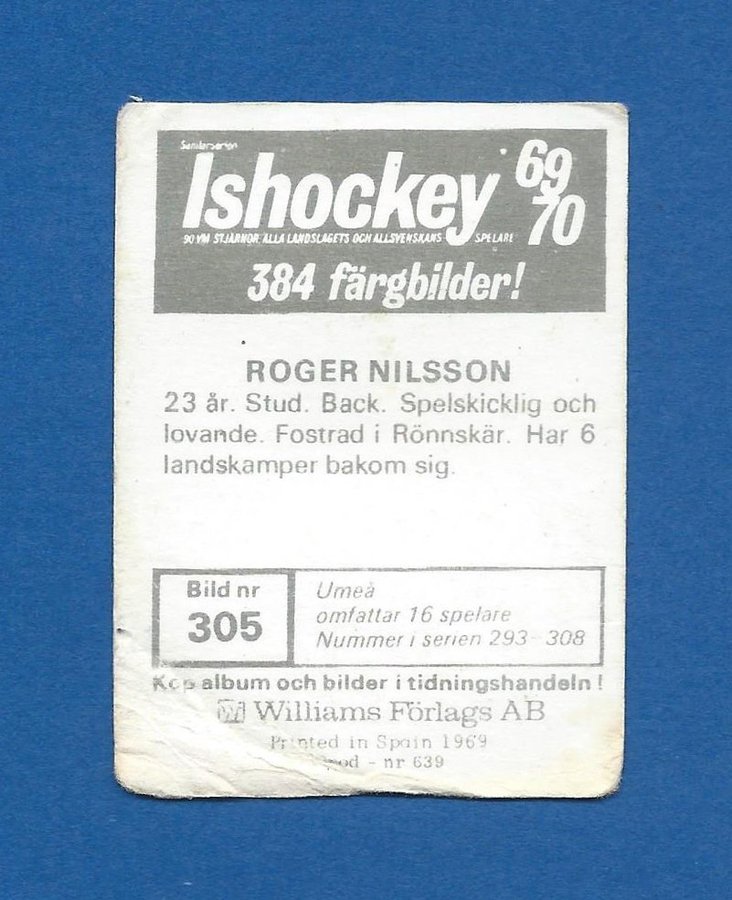 Samlarserien
Ishockey 69
70
90 VM STJÄRNOR ALLA LANDSLAGETS OCH ALLSVENSKANS SPELARE
384 färgbilder!
ROGER NILSSON
23 år. Stud. Back. Spelskicklig och
lovande. Fostrad i Rönnskär. Har 6
landskamper bakom sig.
Bild nr
305
Umeå
omfattar 16 spelare
Nummer i serien 293-308
Köp album och bilder i tidningshandeln!
Wi Williams Förlags AB
Printed in Spain 1969
- nr 639